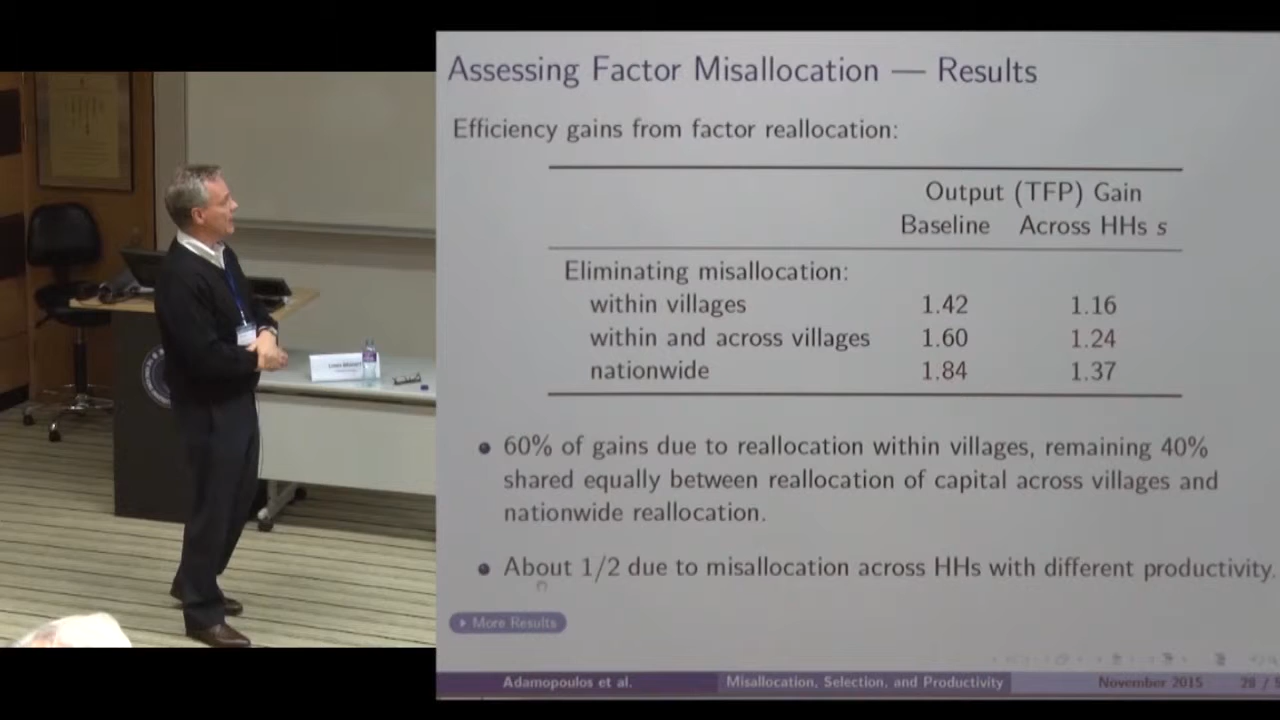 Assessing Factor Misallocation — Results
Efficiency gains from factor reallocation:
Output (TFP) Gain
Baseline Across HHs s
Eliminating misallocation:
within villages 1.42 1.16
within and across villages 1.60 1.24
nationwide 1.84 1.37
• 60% of gains due to reallocation within villages, remaining 40%
shared equally between reallocation of capital across villages and
nationwide reallocation.
• About 1/2 due to misallocation across HHs with different productivity.
More Results
Adamopoulos et al. Misallocation, Selection, and Productivity November 2015